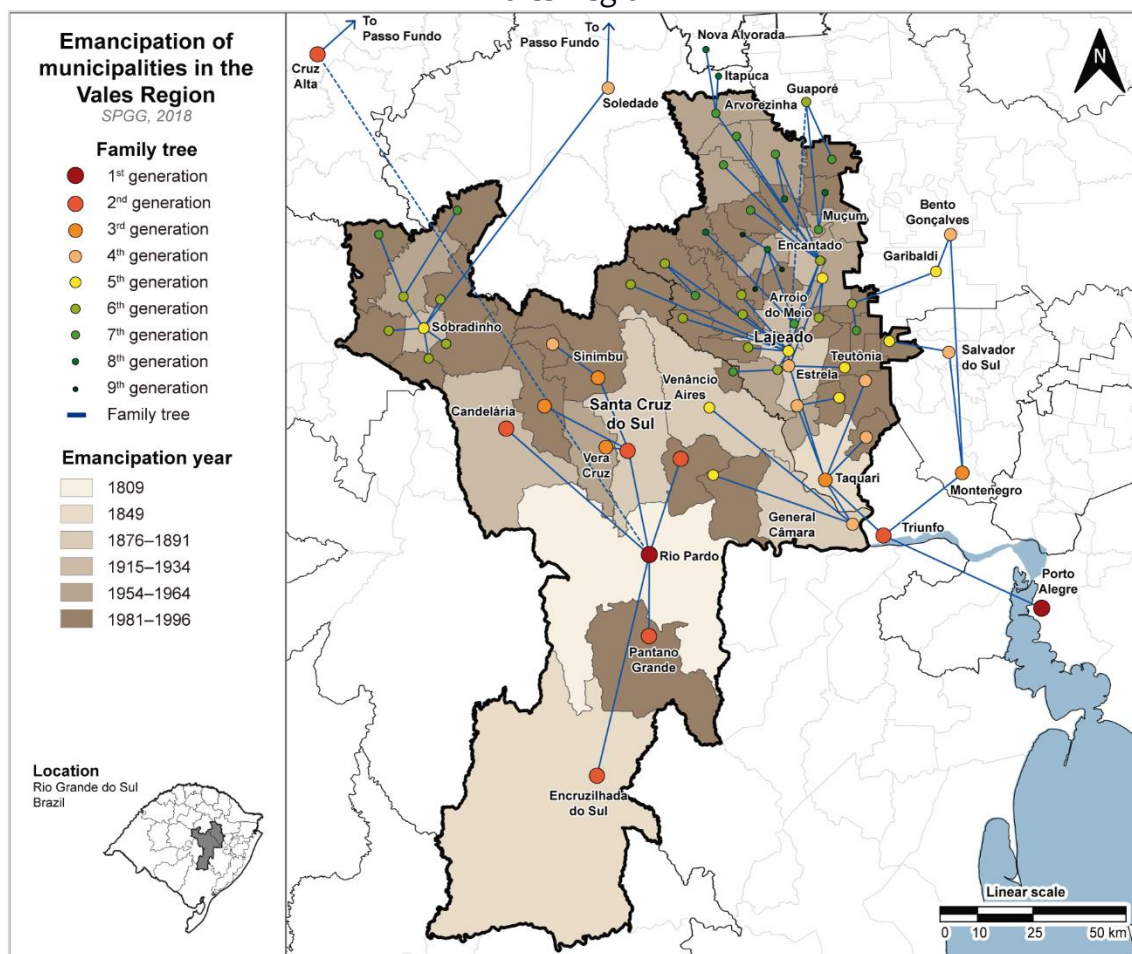 Emancipation of
municipalities in the
Vales Region
SPGG, 2018
Family tree
1st generation
2nd generation
3rd generation
4th generation
5th generation
6th generation
7th generation
8th generation
9th generation
Family tree
Emancipation year
1809
1849
1876–1891
1915–1934
1954–1964
1981–1996
Location
Rio Grande do Sul
Brazil
To
Passo Fundo
Cruz
Alta
To
Passo Fundo
Soledade
Nova Alvorada
Itapuca
Arvorezinha
Guaporé
Muçum
Encantado
Bento
Gonçalves
Garibaldi
Arroio
do Meio
Lajeado
Teutônia
Estrela
Salvador
do Sul
Sobradinho
Sinimbu
Venâncio
Aires
Candelária
Santa Cruz
do Sul
Vera
Cruz
Taquari
Montenegro
General
Câmara
Triunfo
Rio Pardo
Porto
Alegre
Pantano
Grande
Encruzilhada
do Sul
N
Linear scale
0 10 25 50 km